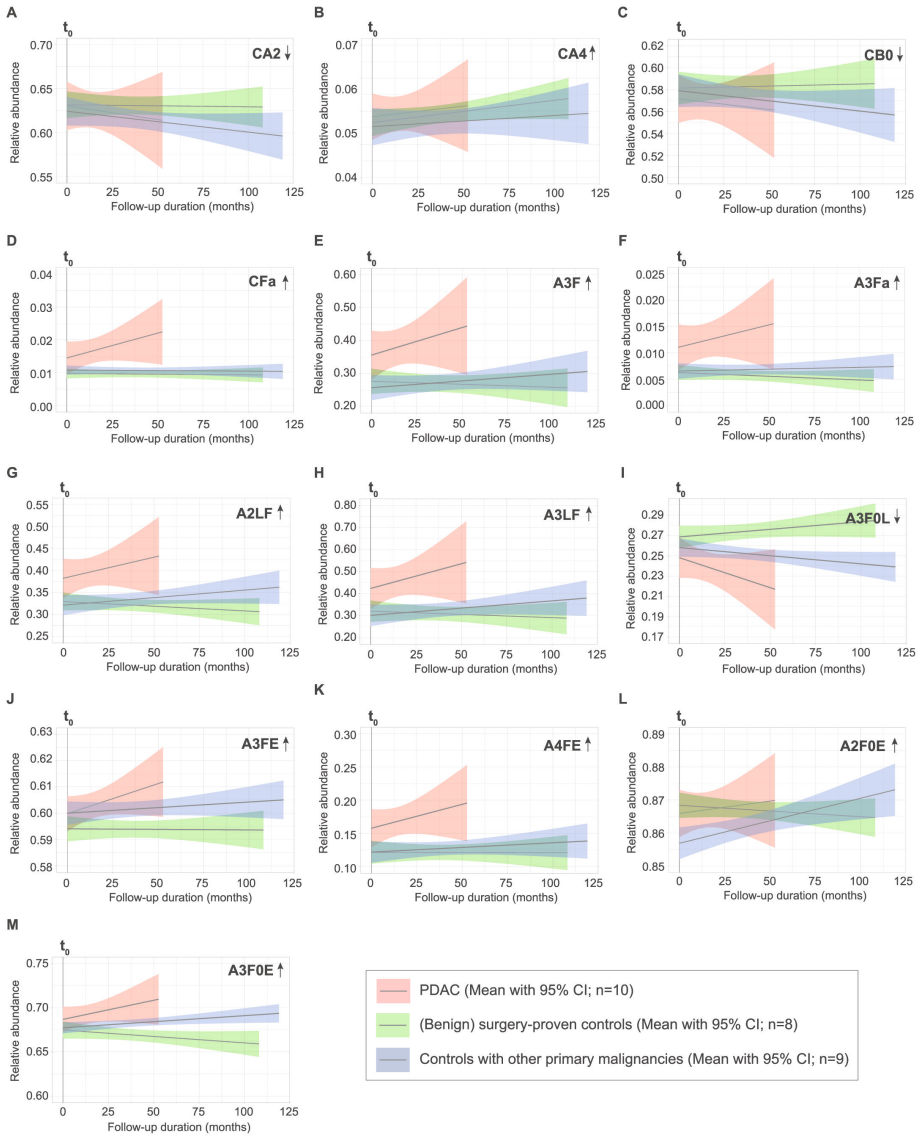 A
t0
CA2 ↓
Relative abundance
0.70
0.63
0.60
0.55
0 25 50 75 100 125
Follow-up duration (months)
B
t0
CA4 ↑
Relative abundance
0.07
0.06
0.05
0.04
0 25 50 75 100 125
Follow-up duration (months)
C
t0
CB0 ↓
Relative abundance
0.62
0.60
0.58
0.56
0.52
0.50
0 25 50 75 100 125
Follow-up duration (months)
D
t0
CFa ↑
Relative abundance
0.04
0.03
0.02
0.01
0.00
0 25 50 75 100 125
Follow-up duration (months)
E
t0
A3F ↑
Relative abundance
0.60
0.50
0.40
0.30
0.20
0 25 50 75 100 125
Follow-up duration (months)
F
t0
A3Fa ↑
Relative abundance
0.025
0.020
0.015
0.010
0.005
0.000
0 25 50 75 100 125
Follow-up duration (months)
G
t0
A2LF ↑
Relative abundance
0.55
0.45
0.40
0.35
0.30
0.25
0 25 50 75 100 125
Follow-up duration (months)
H
t0
A3LF ↑
Relative abundance
0.80
0.70
0.60
0.50
0.40
0.30
0.20
0 25 50 75 100 125
Follow-up duration (months)
I
t0
A3F0L ↓
Relative abundance
0.29
0.27
0.25
0.23
0.21
0.19
0.17
0 25 50 75 100 125
Follow-up duration (months)
J
t0
A3FE ↑
Relative abundance
0.63
0.62
0.61
0.60
0.59
0.58
0 25 50 75 100 125
Follow-up duration (months)
K
t0
A4FE ↑
Relative abundance
0.30
0.25
0.20
0.15
0.10
0 25 50 75 100 125
Follow-up duration (months)
L
t0
A2F0E ↑
Relative abundance
0.89
0.88
0.87
0.86
0.85
0 25 50 75 100 125
Follow-up duration (months)
M
t0
A3F0E ↑
Relative abundance
0.75
0.70
0.65
0.60
0 25 50 75 100 125
Follow-up duration (months)
PDAC (Mean with 95% CI; n=10)
(Benign) surgery-proven controls (Mean with 95% CI; n=8)
Controls with other primary malignancies (Mean with 95% CI; n=9)